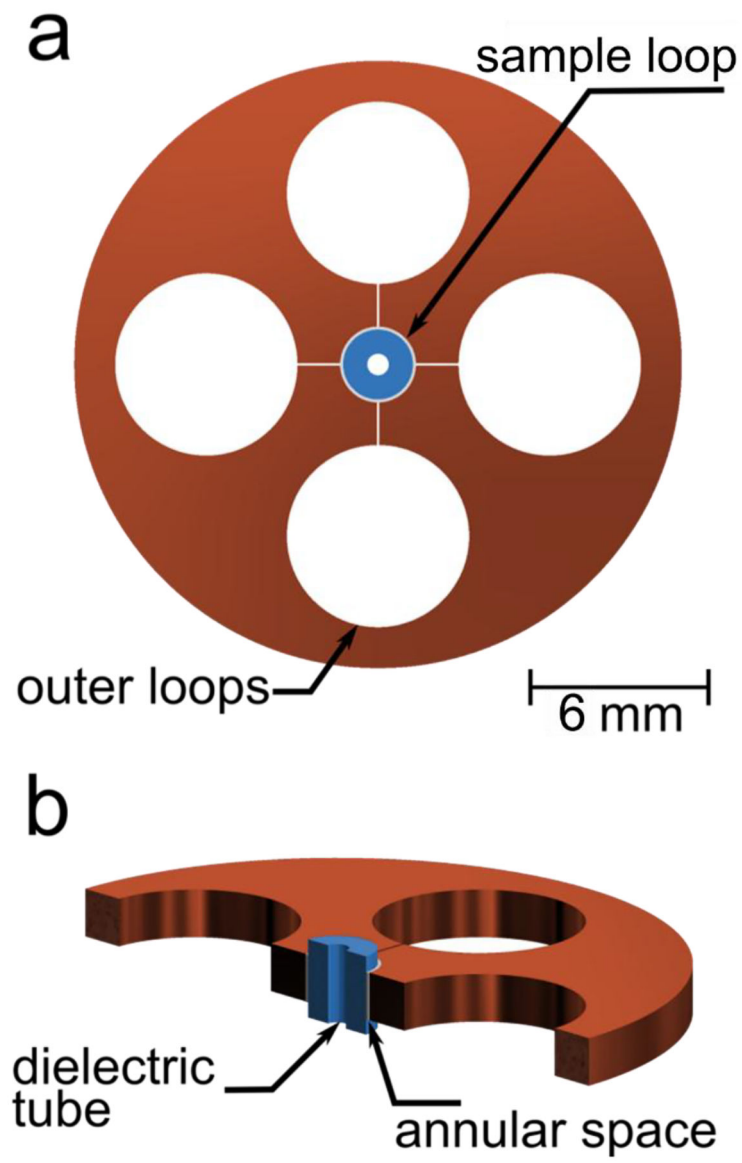 a
sample loop
outer loops
6 mm
b
dielectric
tube
annular space